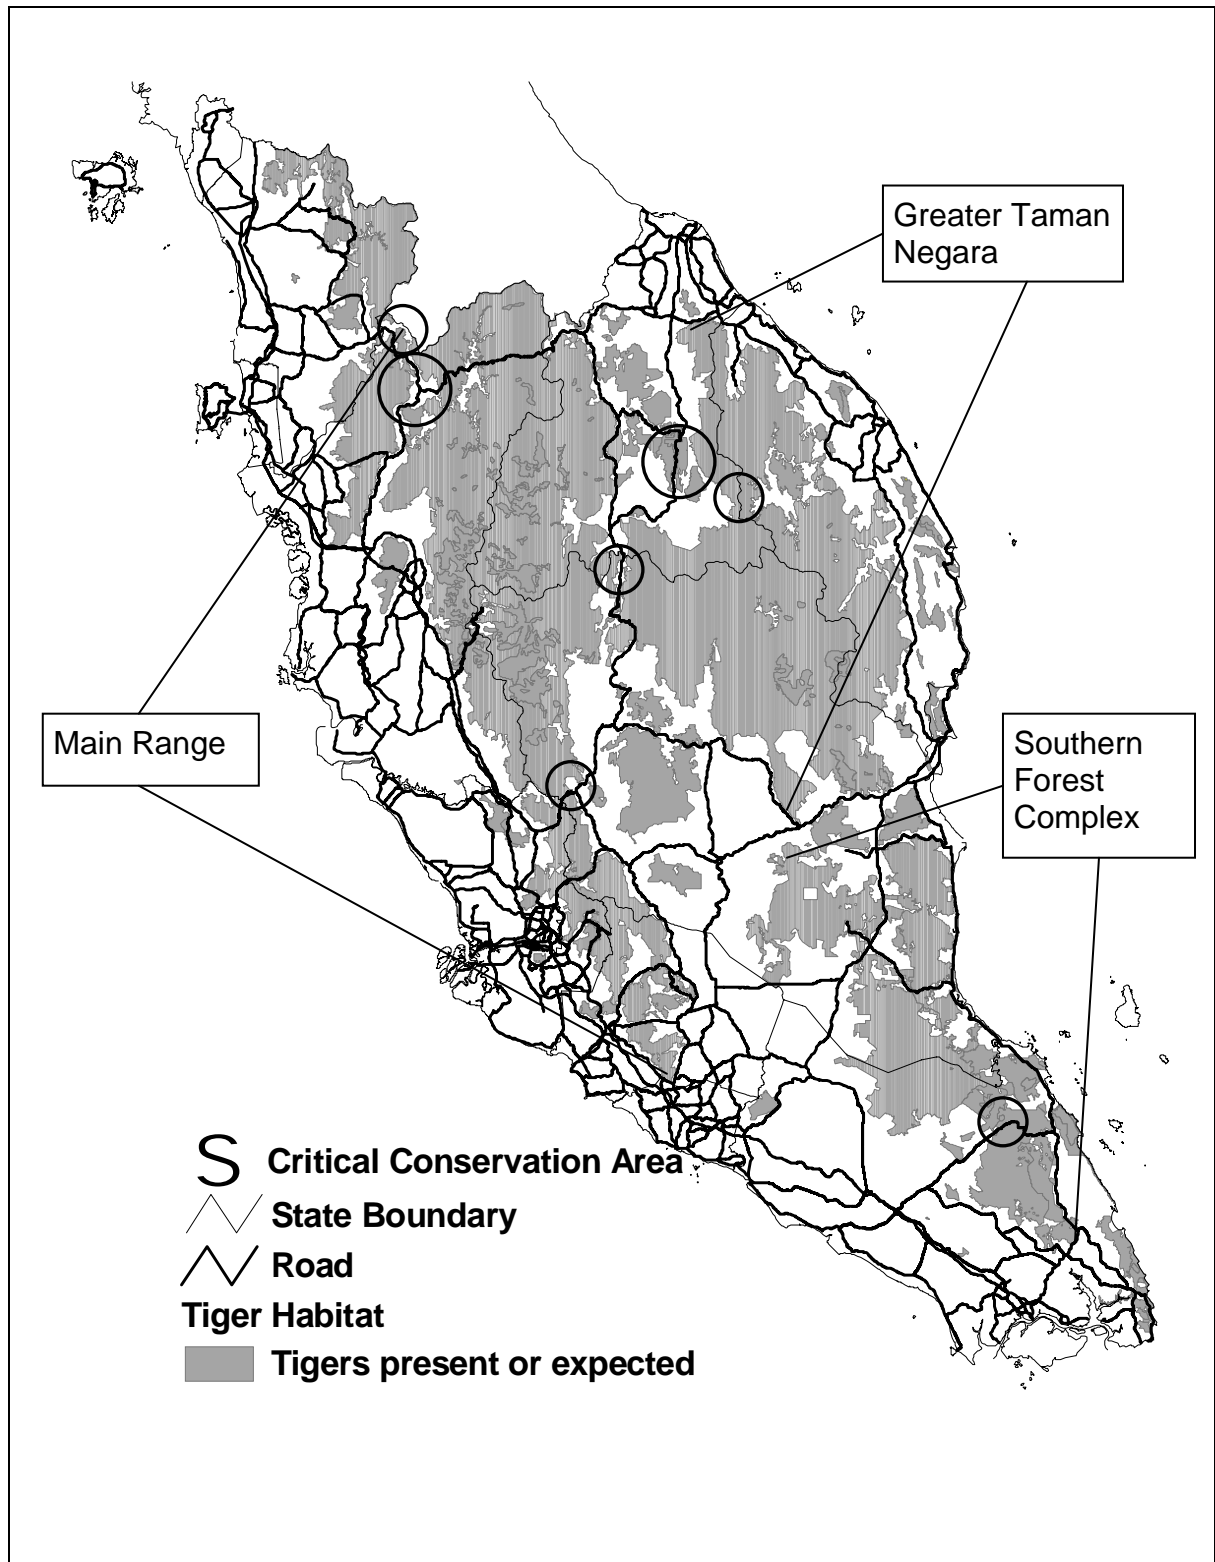 Greater Taman
Negara
Main Range
Southern
Forest
Complex
S Critical Conservation Area
State Boundary
Road
Tiger Habitat
Tigers present or expected